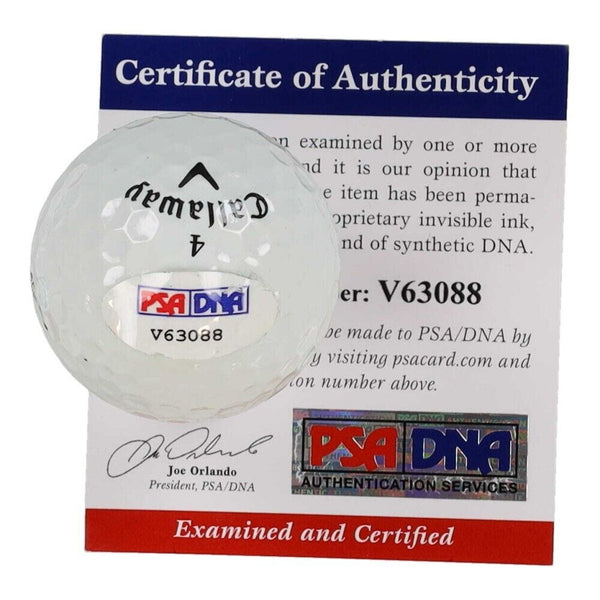 Certificate of Authenticity
n examined by one or more
nd it is our opinion that
e item has been perma-
oprietary invisible ink,
nd of synthetic DNA.
er: V63088
be made to PSA/DNA by
y visiting psacard.com and
on number above.
Callaway
4
PSA DNA
V63088
Joe Orlando
President, PSA/DNA
PSA DNA
AUTHENTICATION SERVICES
Examined and Certified